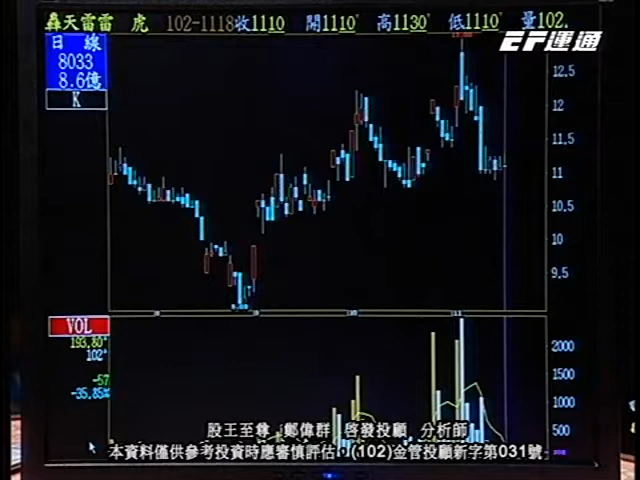 轟天雷雷 虎 102-1118收1110 開1110 高1130 低1110 量102.
EF運通
日 線
8033
8.6億
K
12.5
12
11.5
11
10.5
10
9.5
VOL
193.80
102
-57
-35.85%
2000
1500
1000
500
股王至尊 鄭偉群 啓發投顧 分析師
本資料僅供參考投資時應審慎評估，(102)金管投顧新字第031號